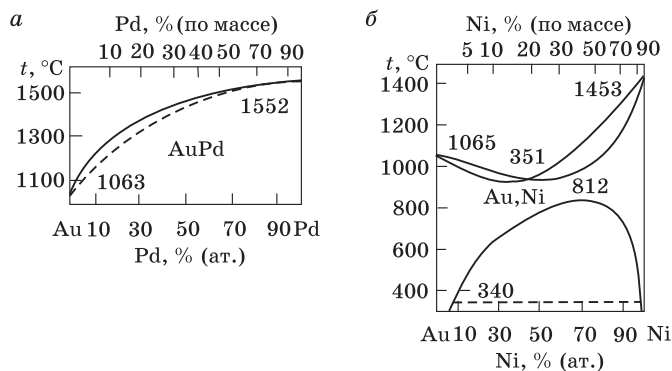 а
Pd, % (по массе)
10 20 30 40 50 70 90
t, °C
1500
1300
1100
1552
AuPd
1063
Au 10 30 50 70 90 Pd
Pd, % (ат.)
б
Ni, % (по массе)
5 10 20 30 50 70 90
t, °C
1400
1200
1000
800
600
400
1453
1065
351
Au,Ni
812
340
Au 10 30 50 70 90 Ni
Ni, % (ат.)